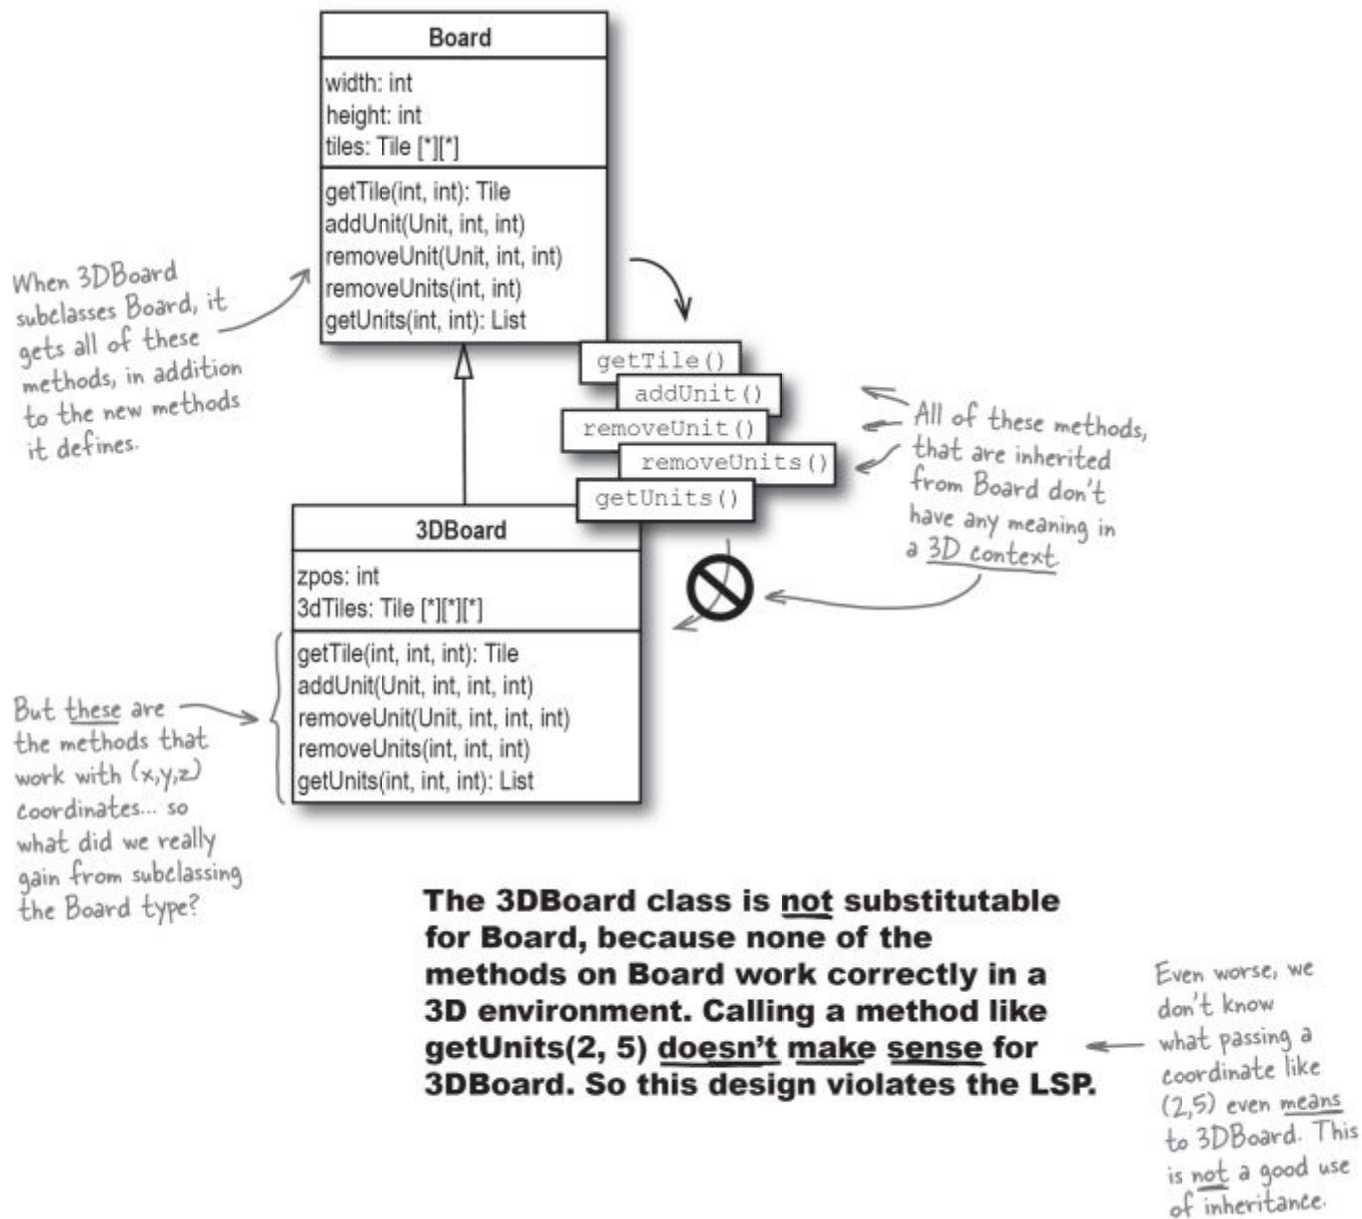 Board
width: int
height: int
tiles: Tile [*][*]
getTile(int, int): Tile
addUnit(Unit, int, int)
removeUnit(Unit, int, int)
removeUnits(int, int)
getUnits(int, int): List
When 3DBoard
subclasses Board, it
gets all of these
methods, in addition
to the new methods
it defines.
getTile()
addUnit()
removeUnit()
removeUnits()
getUnits()
All of these methods,
that are inherited
from Board don't
have any meaning in
a 3D context.
3DBoard
zpos: int
3dTiles: Tile [*][*][*]
getTile(int, int, int): Tile
addUnit(Unit, int, int, int)
removeUnit(Unit, int, int, int)
removeUnits(int, int, int)
getUnits(int, int, int): List
But these are
the methods that
work with (x,y,z)
coordinates... so
what did we really
gain from subclassing
the Board type?
The 3DBoard class is not substitutable
for Board, because none of the
methods on Board work correctly in a
3D environment. Calling a method like
getUnits(2, 5) doesn't make sense for
3DBoard. So this design violates the LSP.
Even worse, we
don't know
what passing a
coordinate like
(2,5) even means
to 3DBoard. This
is not a good use
of inheritance.